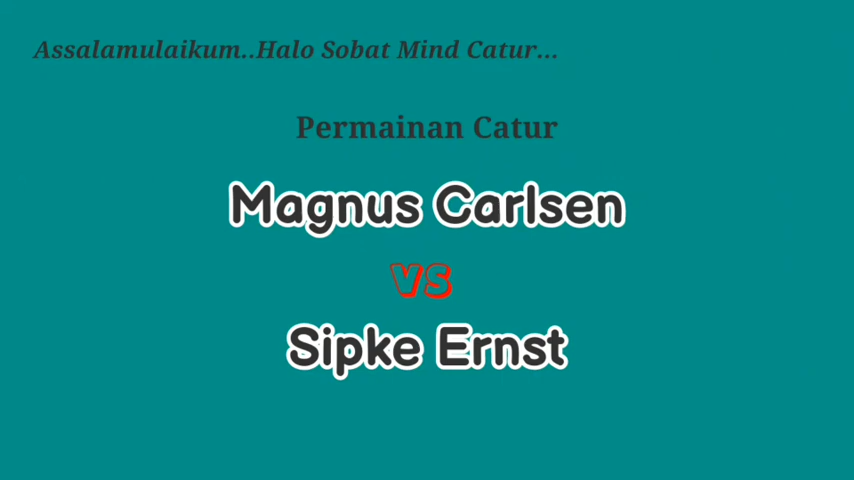 Assalamulaikum..Halo Sobat Mind Catur...
Permainan Catur
Magnus Carlsen
VS
Sipke Ernst